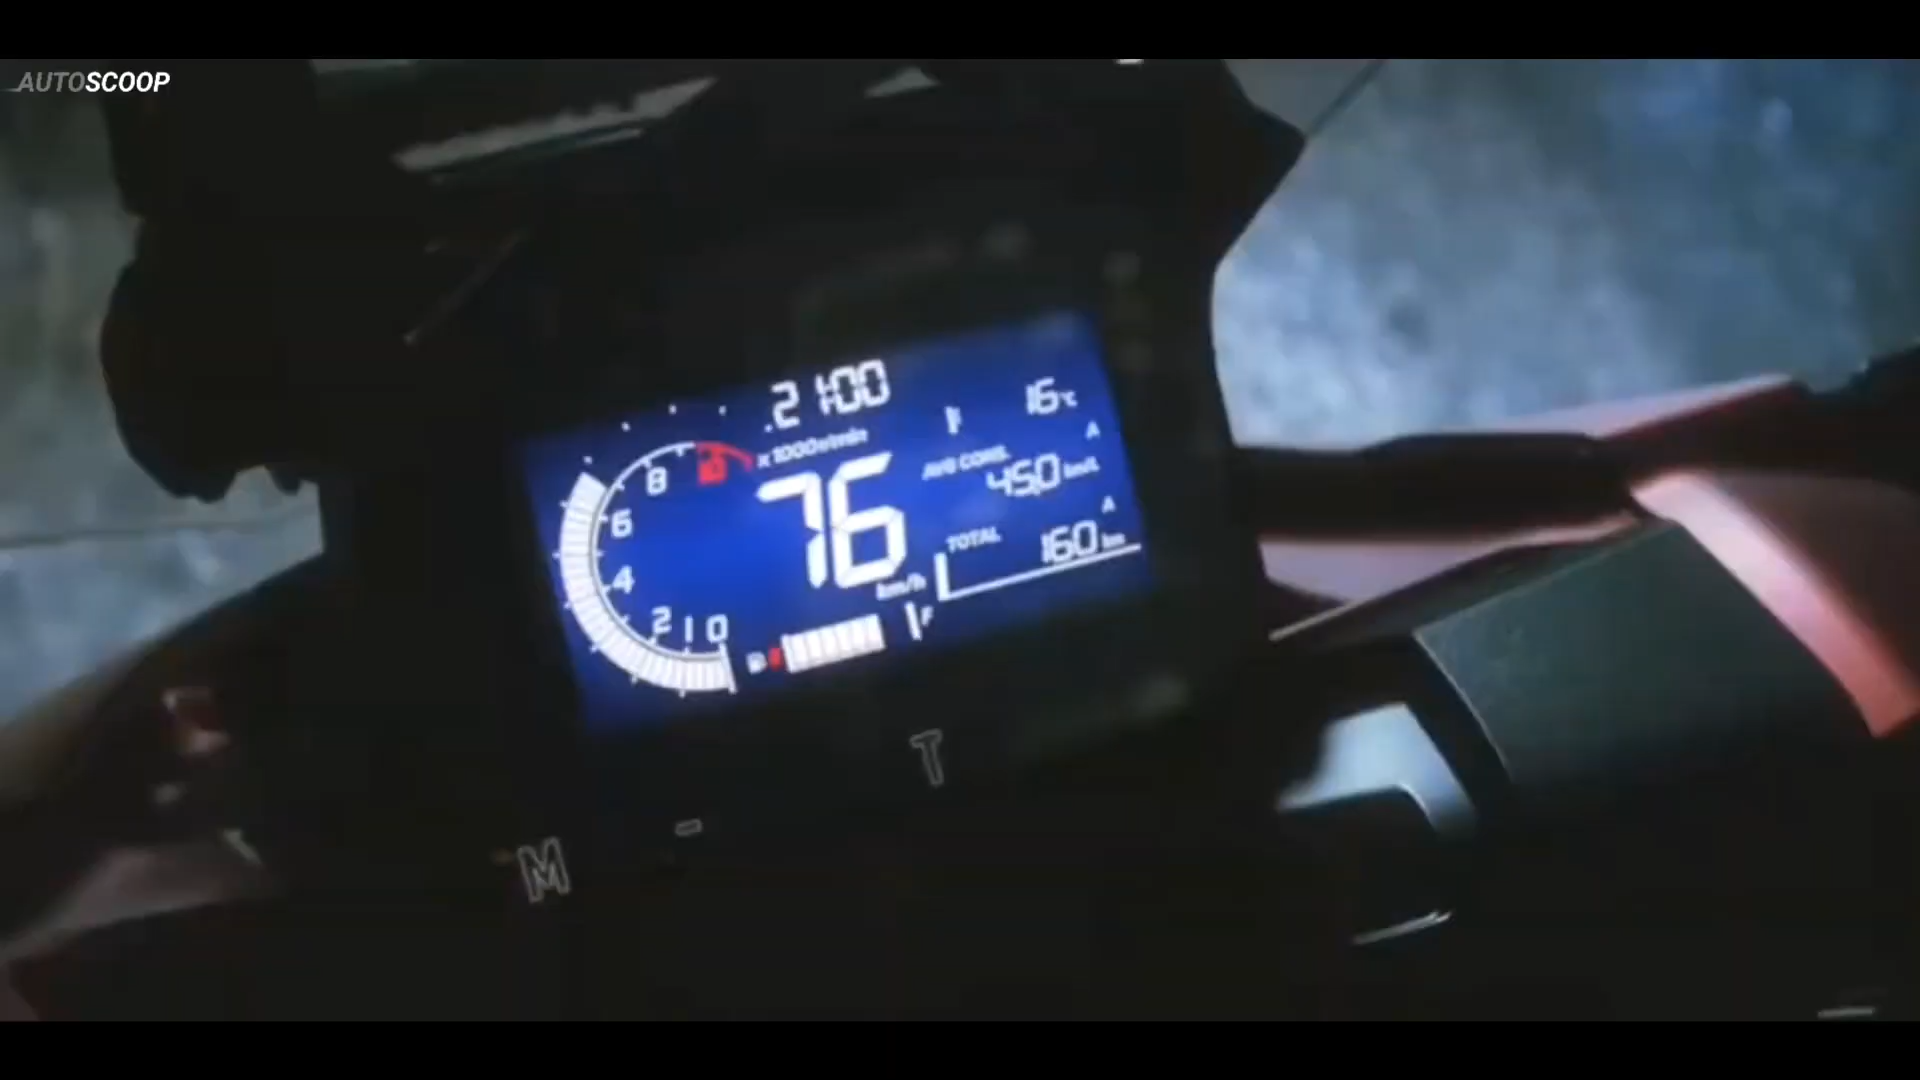 AUTOSCOOP
21:00
x1000r/min
16°C
8
10
76
km/h
AVG CONS.
A
45.0 km/L
6
4
2 1 0
TOTAL
A
160 km
F
T
M